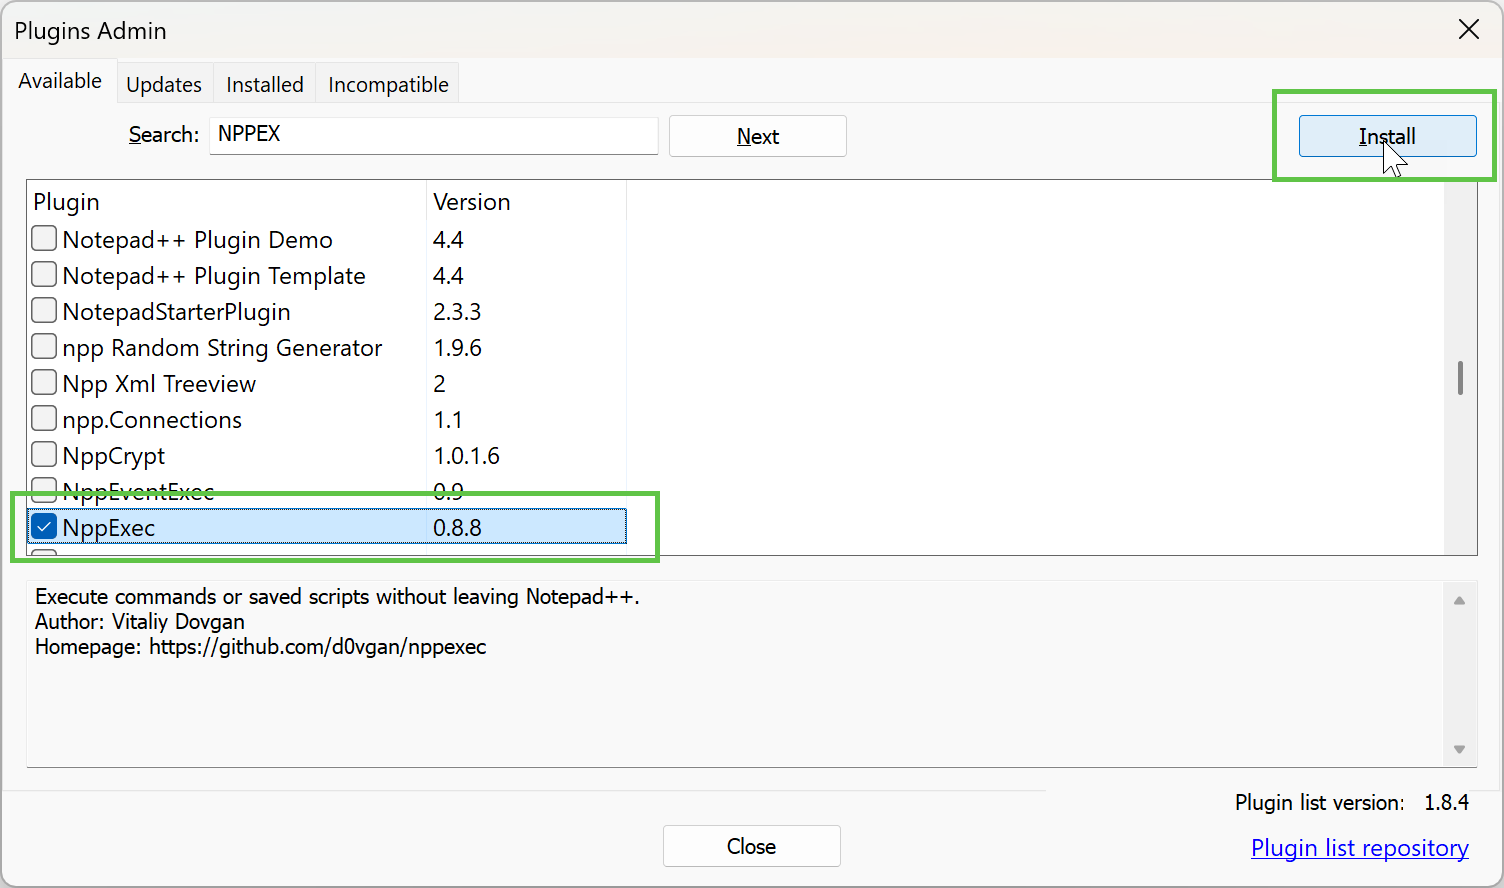 Plugins Admin
Available Updates Installed Incompatible
Search: NPPEX Next Install
Plugin Version
Notepad++ Plugin Demo 4.4
Notepad++ Plugin Template 4.4
NotepadStarterPlugin 2.3.3
npp Random String Generator 1.9.6
Npp Xml Treeview 2
npp.Connections 1.1
NppCrypt 1.0.1.6
NppEventExec 0.9
NppExec 0.8.8
Execute commands or saved scripts without leaving Notepad++.
Author: Vitaliy Dovgan
Homepage: https://github.com/d0vgan/nppexec
Plugin list version: 1.8.4
Close
Plugin list repository